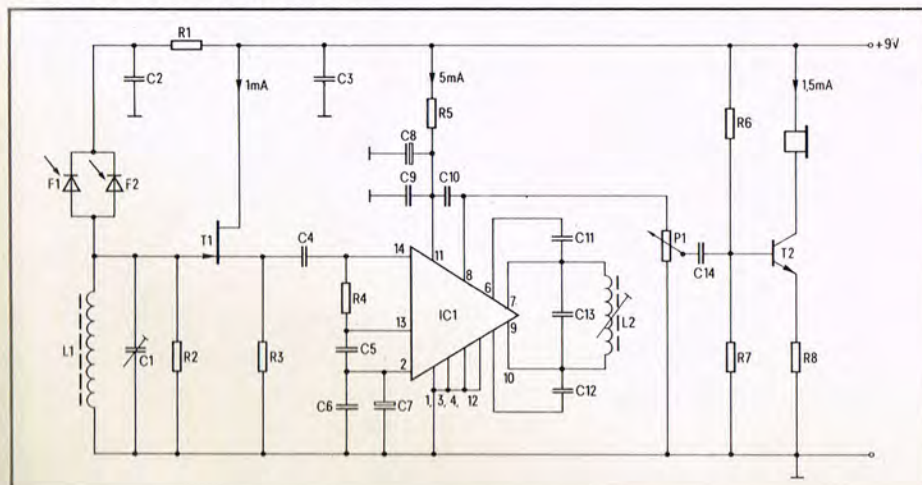 R1
+9V
C2
1mA
C3
5mA
1,5mA
R5
R6
C8
F1
F2
C9
C10
T1
C4
14
11
8
C11
P1
C14
T2
6
7
R4
IC1
C13
L2
13
9
L1
C1
R2
R3
C5
2
10
R7
R8
C6
C7
1, 3, 4, 12
C12